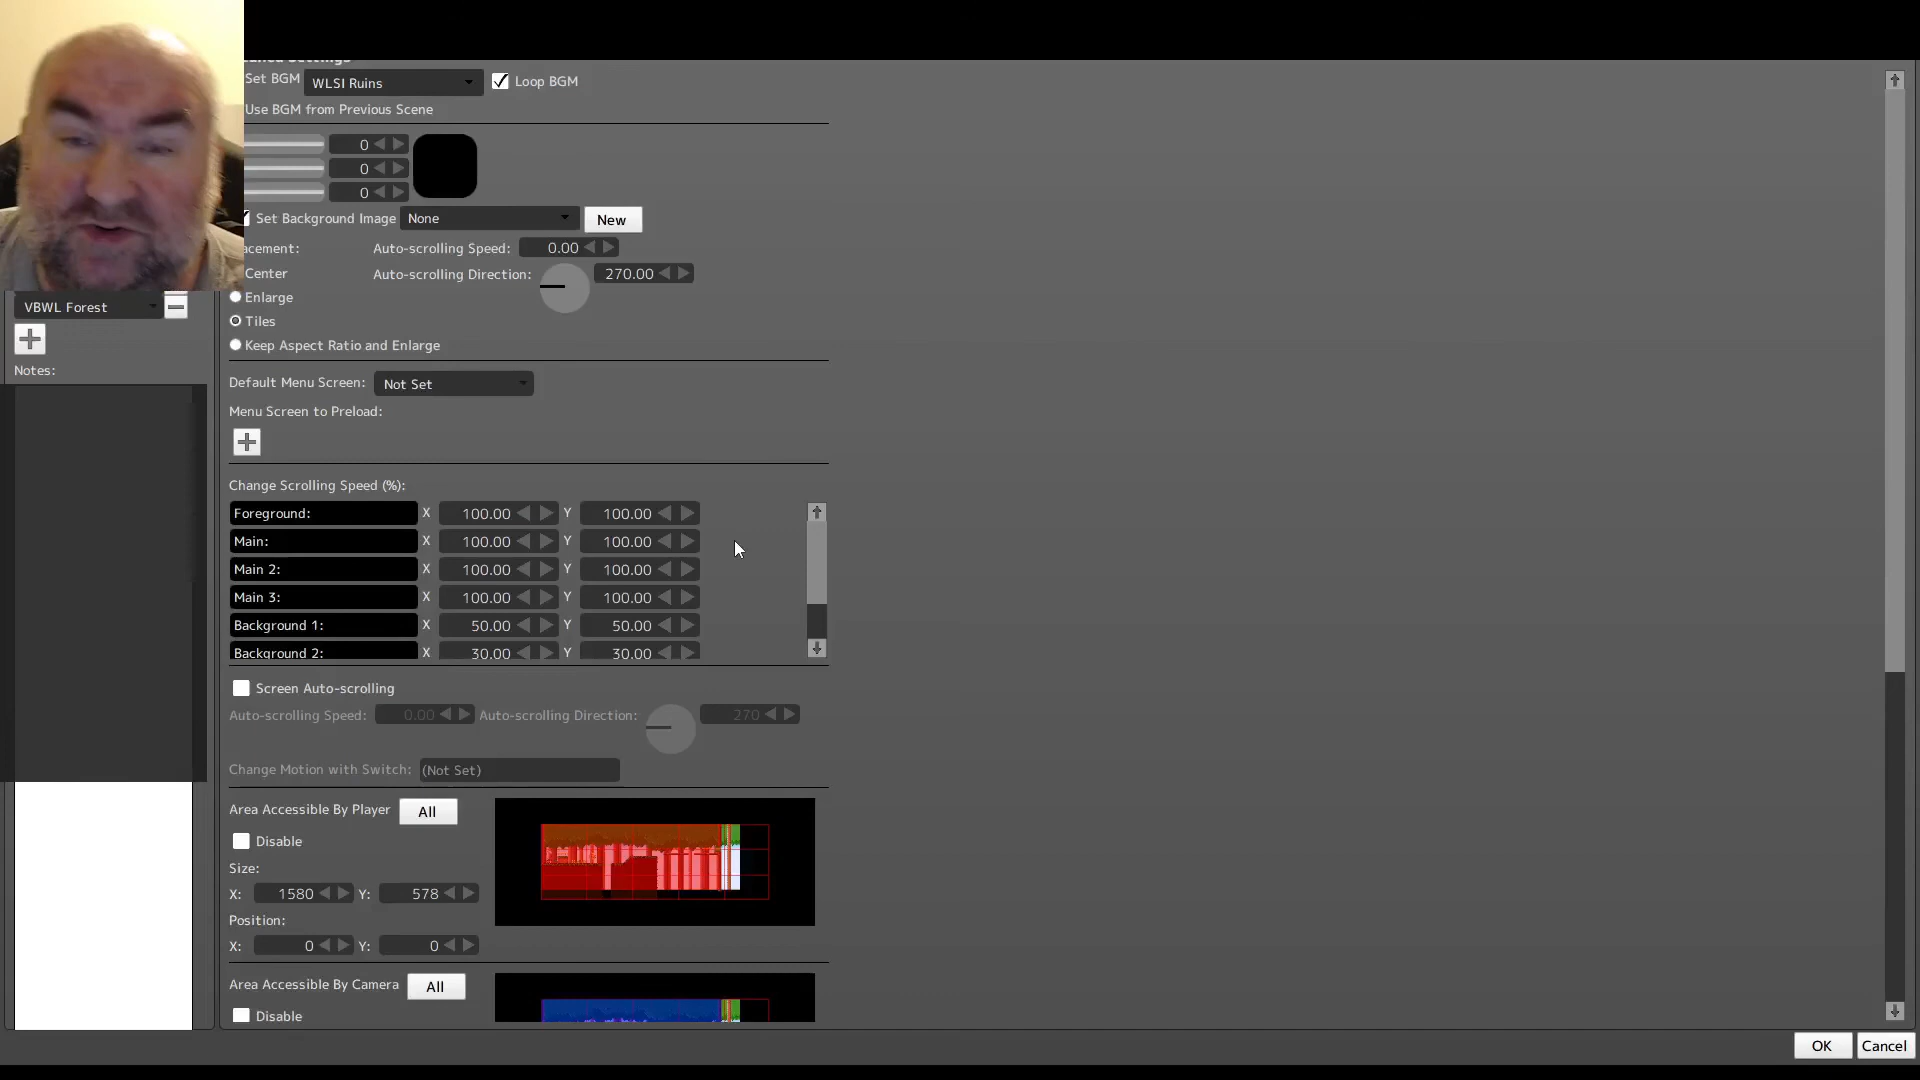 Set BGM WLSI Ruins Loop BGM
Use BGM from Previous Scene
0
0
0
Set Background Image None New
acement: Auto-scrolling Speed: 0.00
Center Auto-scrolling Direction: 270.00
Enlarge
Tiles
Keep Aspect Ratio and Enlarge
VBWL Forest
Notes:
Default Menu Screen: Not Set
Menu Screen to Preload:
Change Scrolling Speed (%):
Foreground: X 100.00 Y 100.00
Main: X 100.00 Y 100.00
Main 2: X 100.00 Y 100.00
Main 3: X 100.00 Y 100.00
Background 1: X 50.00 Y 50.00
Background 2: X 30.00 Y 30.00
Screen Auto-scrolling
Auto-scrolling Speed: 0.00 Auto-scrolling Direction: 270
Change Motion with Switch: (Not Set)
Area Accessible By Player All
Disable
Size:
X: 1580 Y: 578
Position:
X: 0 Y: 0
Area Accessible By Camera All
Disable
OK Cancel